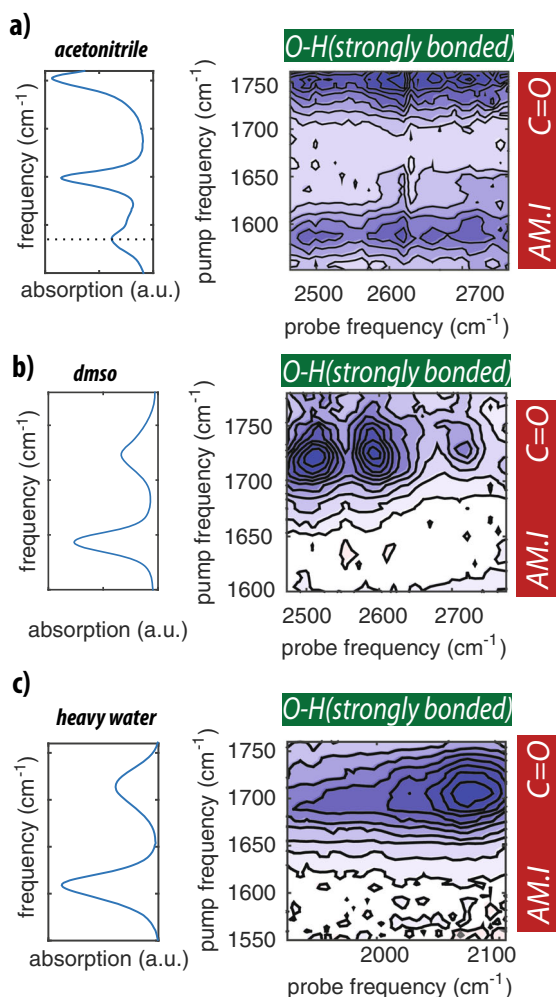 a)
acetonitrile
O-H(strongly bonded)
frequency (cm-1)
absorption (a.u.)
pump frequency (cm-1)
1750
1700
1650
1600
2500 2600 2700
probe frequency (cm-1)
C=O
AM.I
b)
dmso
O-H(strongly bonded)
frequency (cm-1)
absorption (a.u.)
pump frequency (cm-1)
1750
1700
1650
1600
2500 2600 2700
probe frequency (cm-1)
C=O
AM.I
c)
heavy water
O-H(strongly bonded)
frequency (cm-1)
absorption (a.u.)
pump frequency (cm-1)
1750
1700
1650
1600
1550
2000 2100
probe frequency (cm-1)
C=O
AM.I